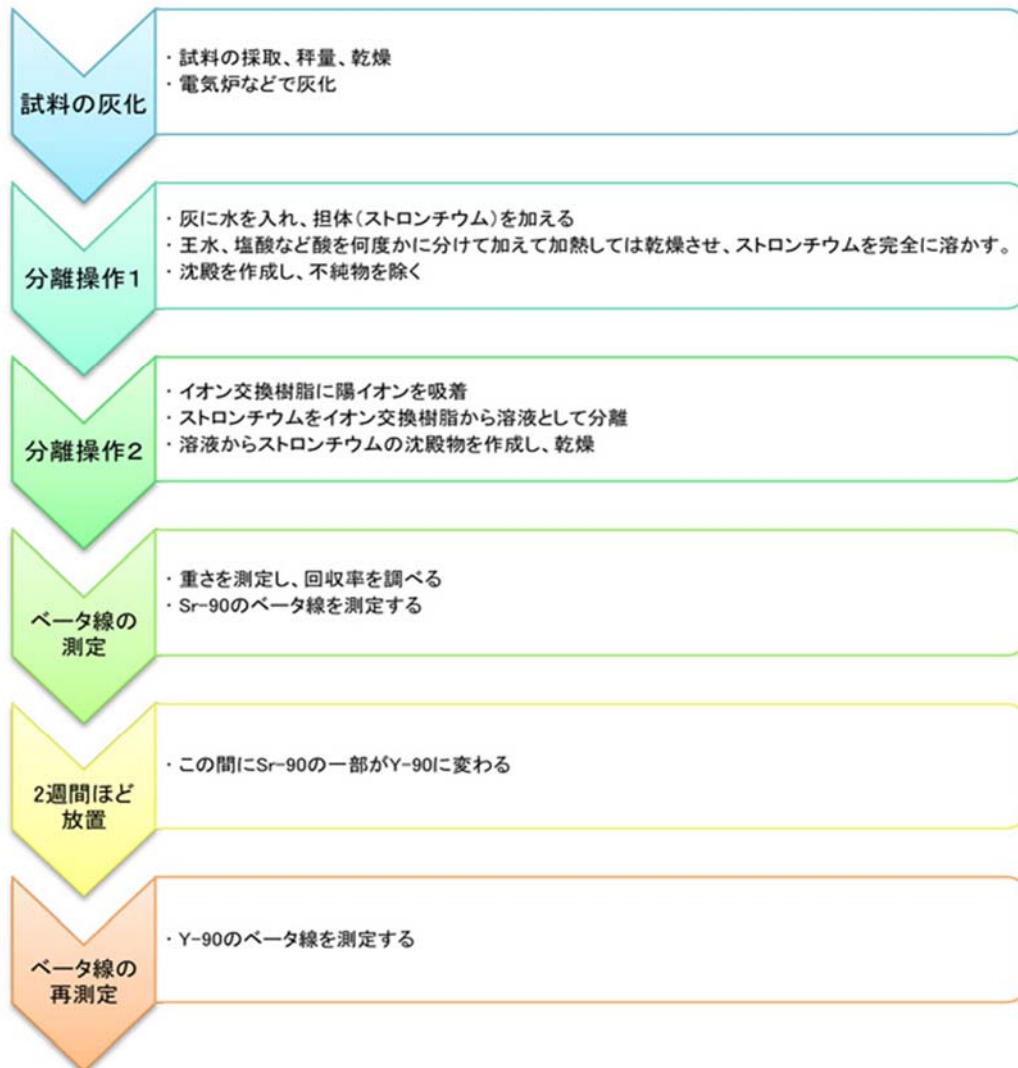 試料の灰化
・試料の採取、秤量、乾燥
・電気炉などで灰化
分離操作1
・灰に水を入れ、担体(ストロンチウム)を加える
・王水、塩酸など酸を何度かに分けて加えて加熱しては乾燥させ、ストロンチウムを完全に溶かす。
・沈殿を作成し、不純物を除く
分離操作2
・イオン交換樹脂に陽イオンを吸着
・ストロンチウムをイオン交換樹脂から溶液として分離
・溶液からストロンチウムの沈殿物を作成し、乾燥
ベータ線の
測定
・重さを測定し、回収率を調べる
・Sr-90のベータ線を測定する
2週間ほど
放置
・この間にSr-90の一部がY-90に変わる
ベータ線の
再測定
・Y-90のベータ線を測定する